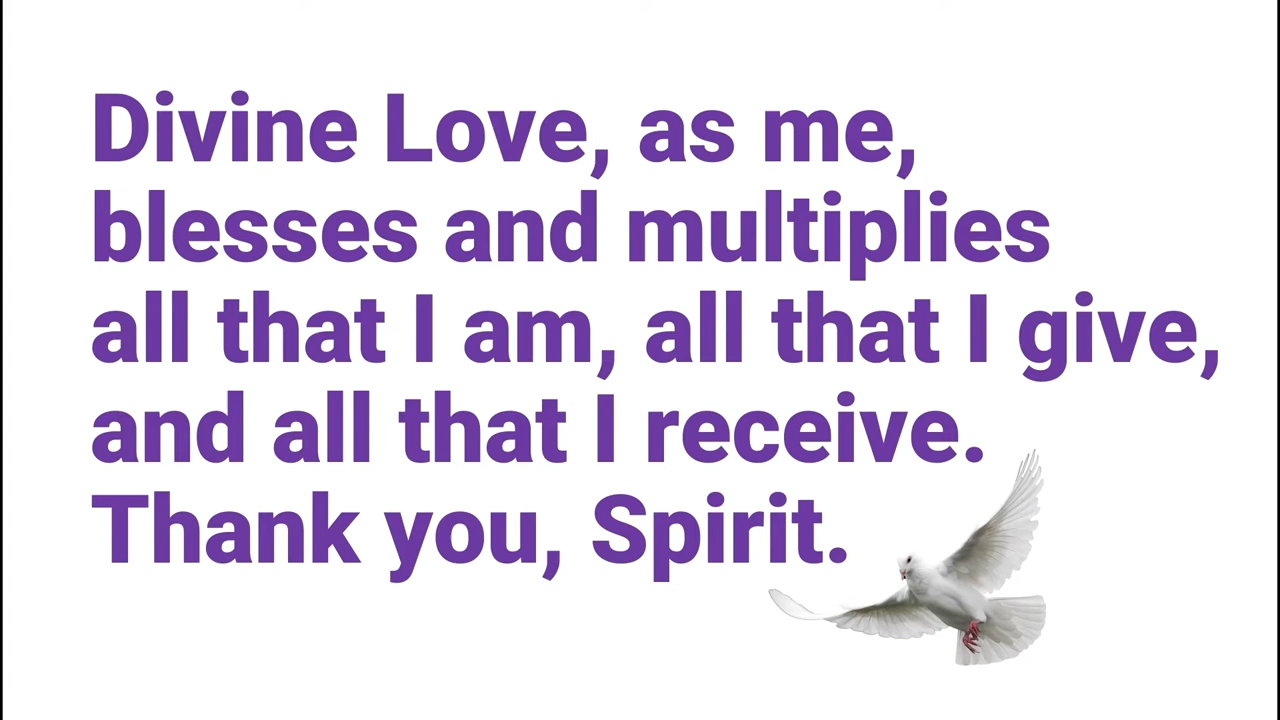 Divine Love, as me,
blesses and multiplies
all that I am, all that I give,
and all that I receive.
Thank you, Spirit.